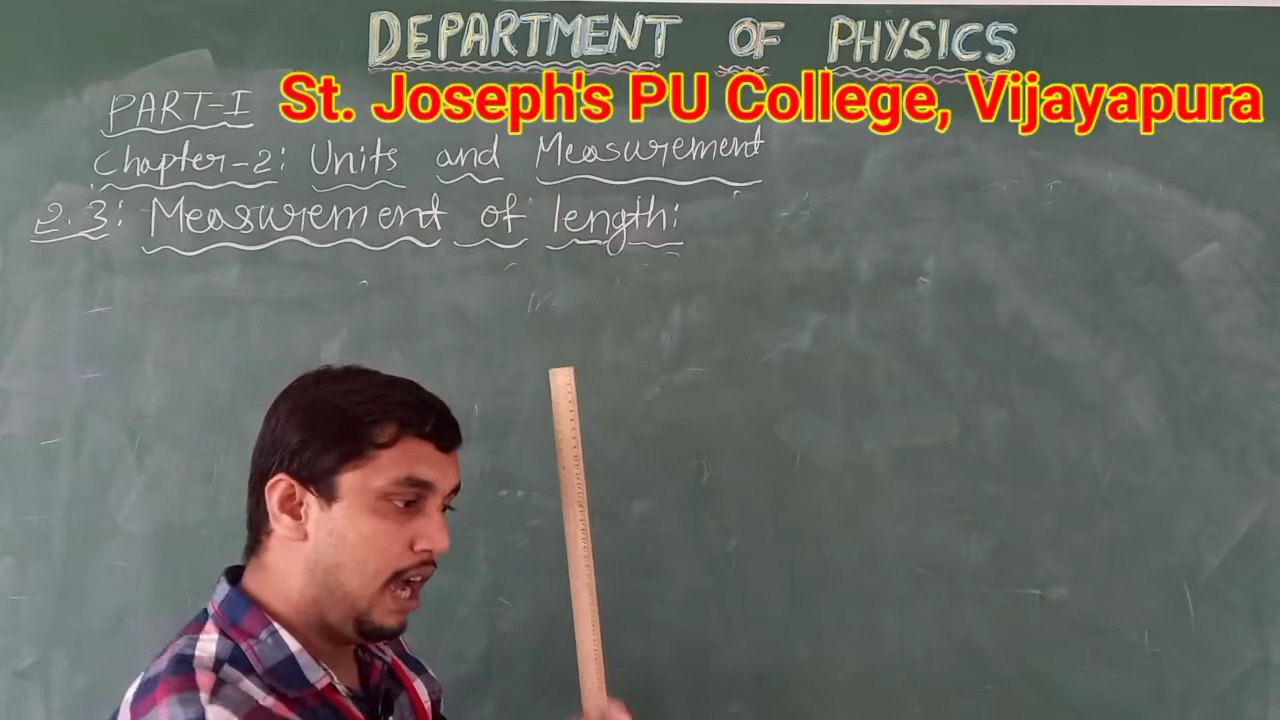 DEPARTMENT OF PHYSICS
St. Joseph's PU College, Vijayapura
PART-I
Chapter-2: Units and Measurement
2.3: Measurement of length: